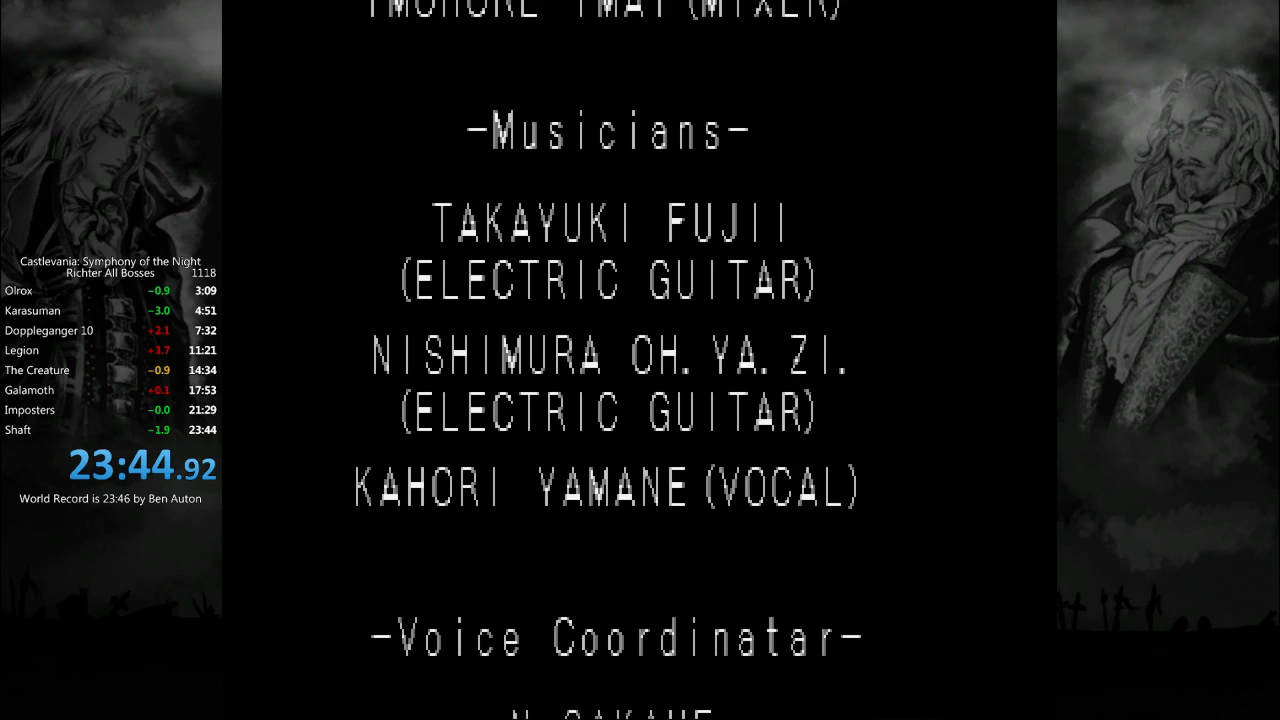 Castlevania: Symphony of the Night
Richter All Bosses 1118
Olrox −0.9 3:09
Karasuman −3.0 4:51
Doppleganger 10 +2.1 7:32
Legion +3.7 11:21
The Creature −0.9 14:34
Galamoth +0.1 17:53
Imposters −0.0 21:29
Shaft −1.9 23:44
23:44.92
World Record is 23:46 by Ben Auton
(MIXER)
-Musicians-
TAKAYUKI FUJII
(ELECTRIC GUITAR)
NISHIMURA OH. YA. ZI.
(ELECTRIC GUITAR)
KAHORI YAMANE(VOCAL)
-Voice Coordinatar-